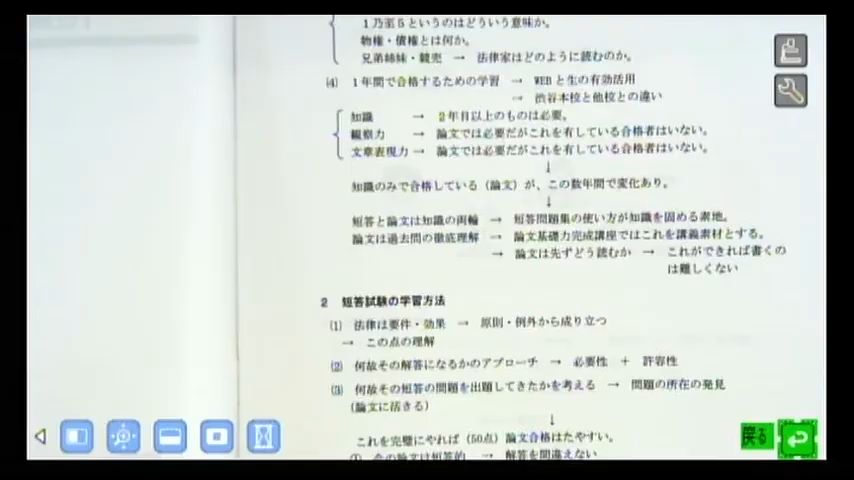 1乃至5というのはどういう意味か。
物権・債権とは何か。
兄弟姉妹・競売 → 法律家はどのように読むのか。
(4) 1年間で合格するための学習 → WEBと生の有効活用
→ 渋谷本校と他校との違い
知識 → 2年目以上のものは必要。
観察力 → 論文では必要だがこれを有している合格者はいない。
文章表現力 → 論文では必要だがこれを有している合格者はいない。
↓
知識のみで合格している(論文)が、この数年間で変化あり。
↓
短答と論文は知識の両輪 → 短答問題集の使い方が知識を固める素地。
論文は過去問の徹底理解 → 論文基礎力完成講座ではこれを講義素材とする。
→ 論文は先ずどう読むか → これができれば書くの
は難しくない
2 短答試験の学習方法
(1) 法律は要件・効果 → 原則・例外から成り立つ
→ この点の理解
(2) 何故その解答になるかのアプローチ → 必要性 + 許容性
(3) 何故その短答の問題を出題してきたかを考える → 問題の所在の発見
(論文に活きる)
↓
これを完璧にやれば(50点)論文合格はたやすい。
① 今の論文は短答的 → 解答を間違えない
戻る